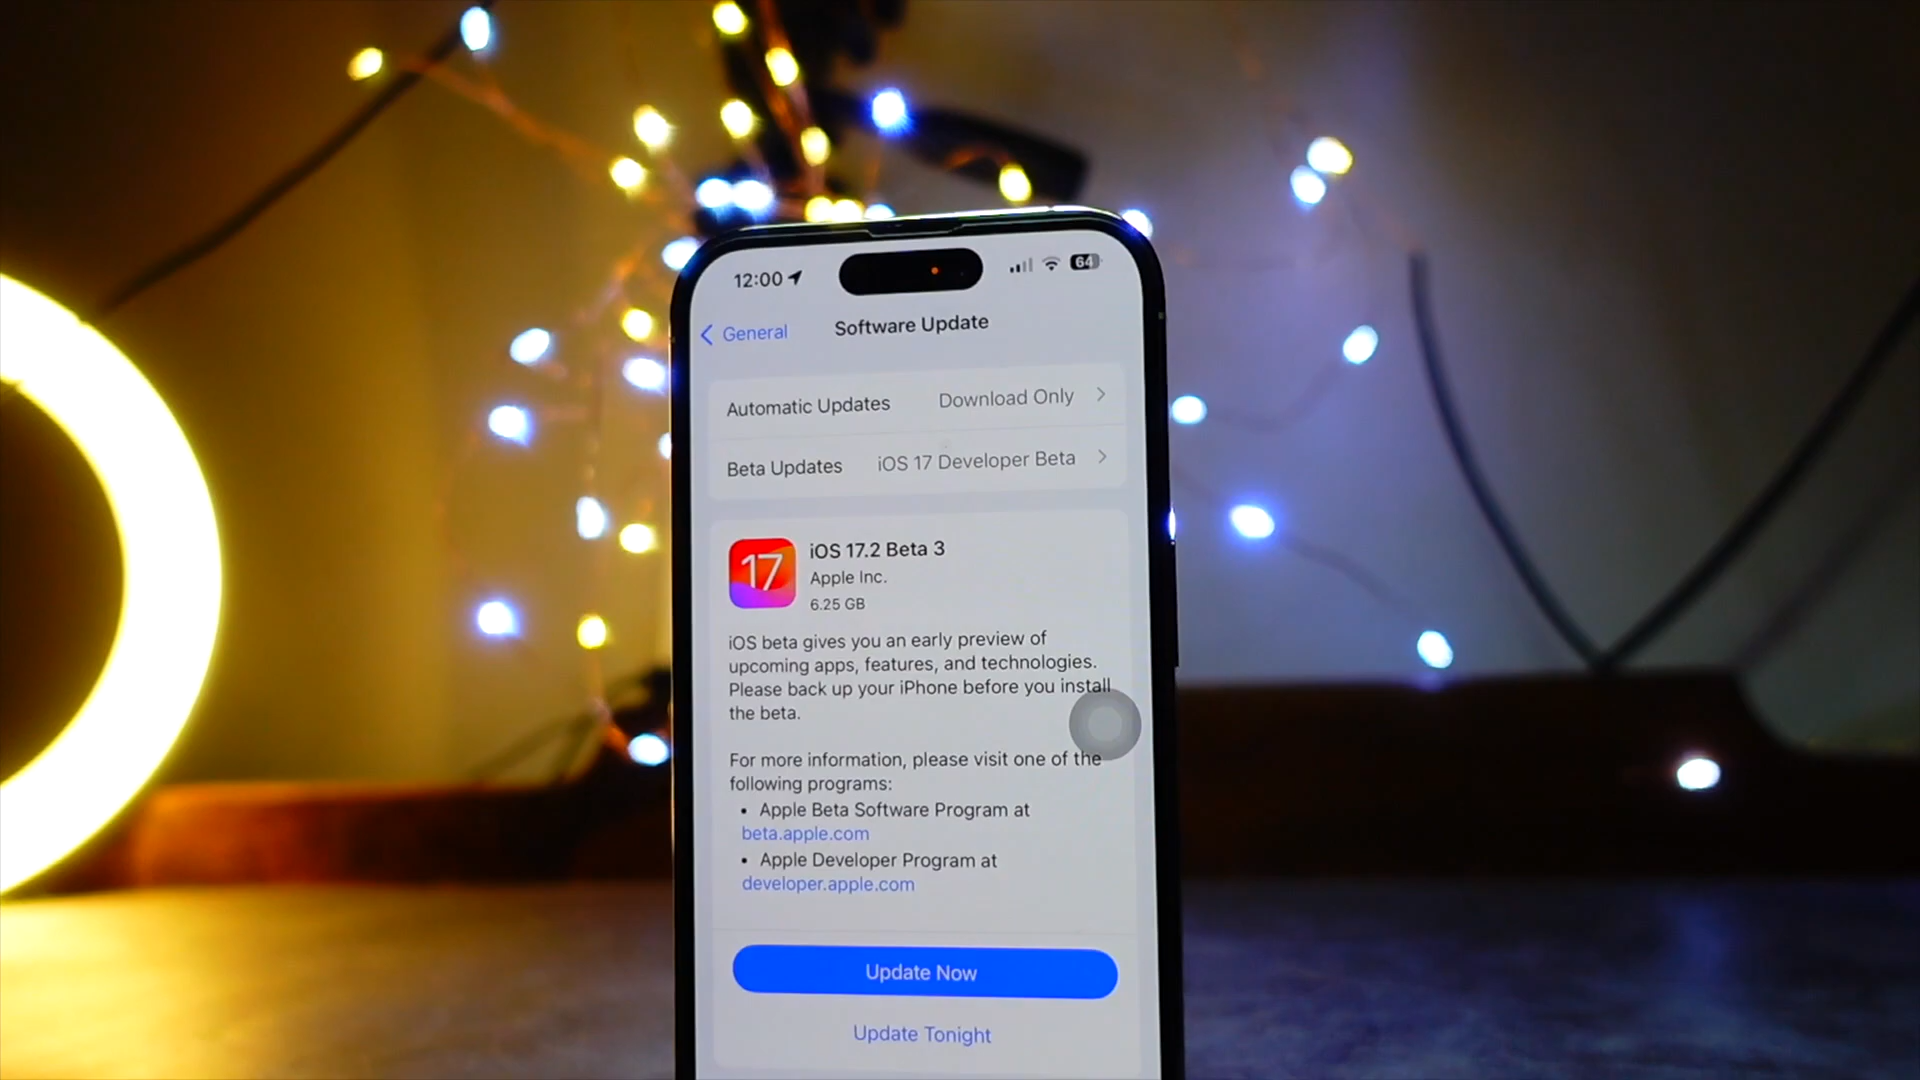 12:00
64
General
Software Update
Automatic Updates Download Only
Beta Updates iOS 17 Developer Beta
17
iOS 17.2 Beta 3
Apple Inc.
6.25 GB
iOS beta gives you an early preview of
upcoming apps, features, and technologies.
Please back up your iPhone before you install
the beta.
For more information, please visit one of the
following programs:
• Apple Beta Software Program at
beta.apple.com
• Apple Developer Program at
developer.apple.com
Update Now
Update Tonight